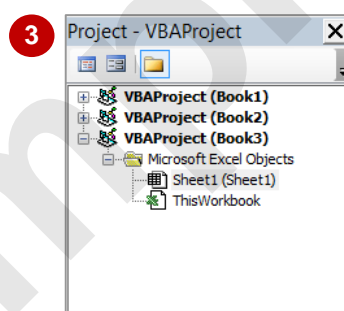 3
Project - VBAProject
VBAProject (Book1)
VBAProject (Book2)
VBAProject (Book3)
Microsoft Excel Objects
Sheet1 (Sheet1)
ThisWorkbook